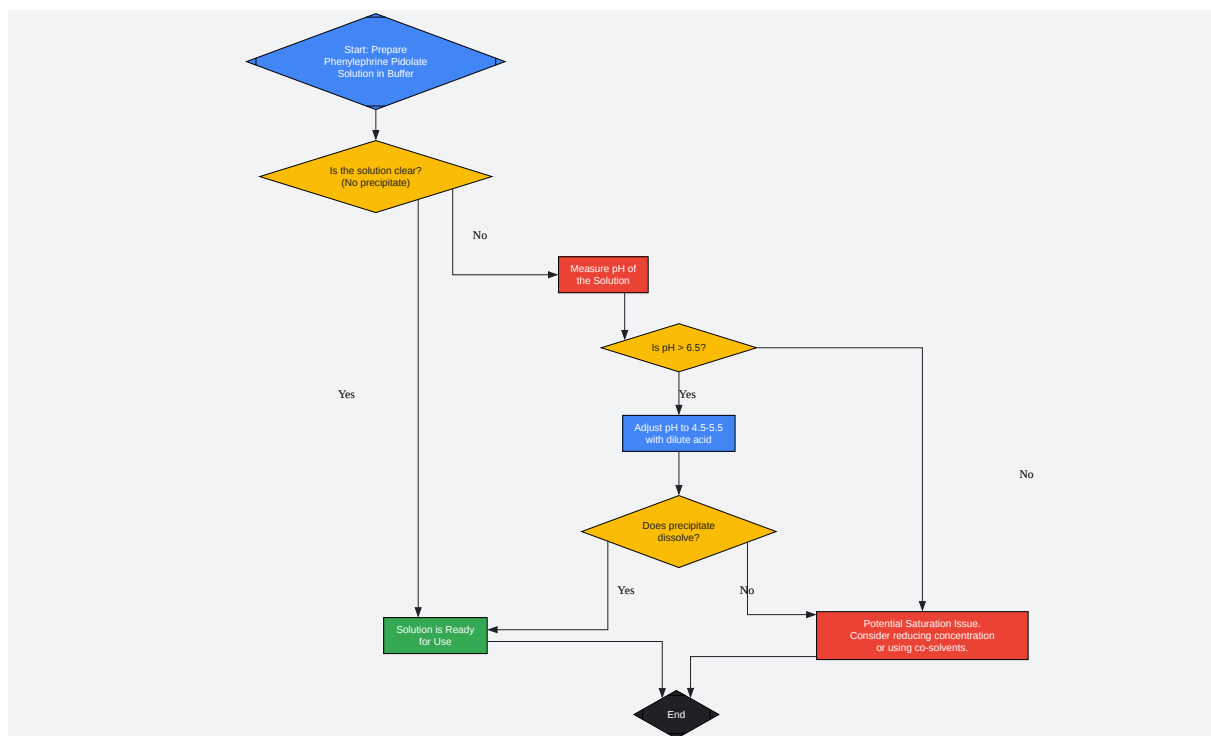 Start: Prepare
Phenylephrine Pidolate
Solution in Buffer
Is the solution clear?
(No precipitate)
No
Measure pH of
the Solution
Is pH > 6.5?
Yes
Yes
Adjust pH to 4.5-5.5
with dilute acid
No
Does precipitate
dissolve?
Yes
No
Solution is Ready
for Use
Potential Saturation Issue.
Consider reducing concentration
or using co-solvents.
End